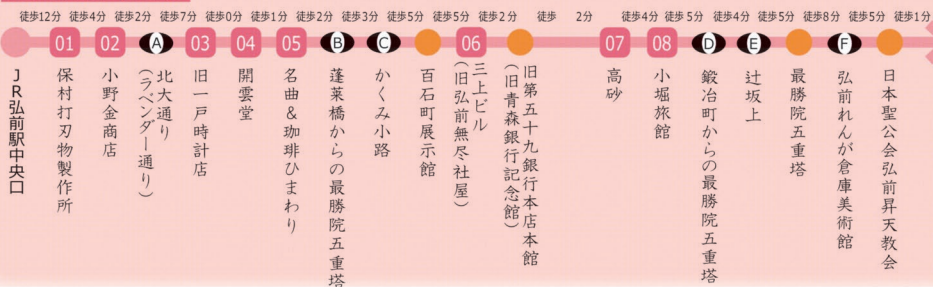 徒歩12分 徒歩4分 徒歩2分 徒歩7分 徒歩0分 徒歩1分 徒歩2分 徒歩3分 徒歩5分 徒歩5分 徒歩2分 徒歩 2分 徒歩4分 徒歩5分 徒歩4分 徒歩5分 徒歩8分 徒歩5分 徒歩1分
01 02 A 03 04 05 B C 06 07 08 D E F
JR弘前駅中央口
保村打刃物製作所
小野金商店
北大通り
(ラベンダー通り)
旧一戸時計店
開雲堂
名曲&珈琲ひまわり
蓬莱橋からの最勝院五重塔
かくみ小路
百石町展示館
三上ビル
(旧弘前無尽社屋)
旧第五十九銀行本店本館
(旧青森銀行記念館)
高砂
小堀旅館
鍛冶町からの最勝院五重塔
辻坂上
最勝院五重塔
弘前れんが倉庫美術館
日本聖公会弘前昇天教会